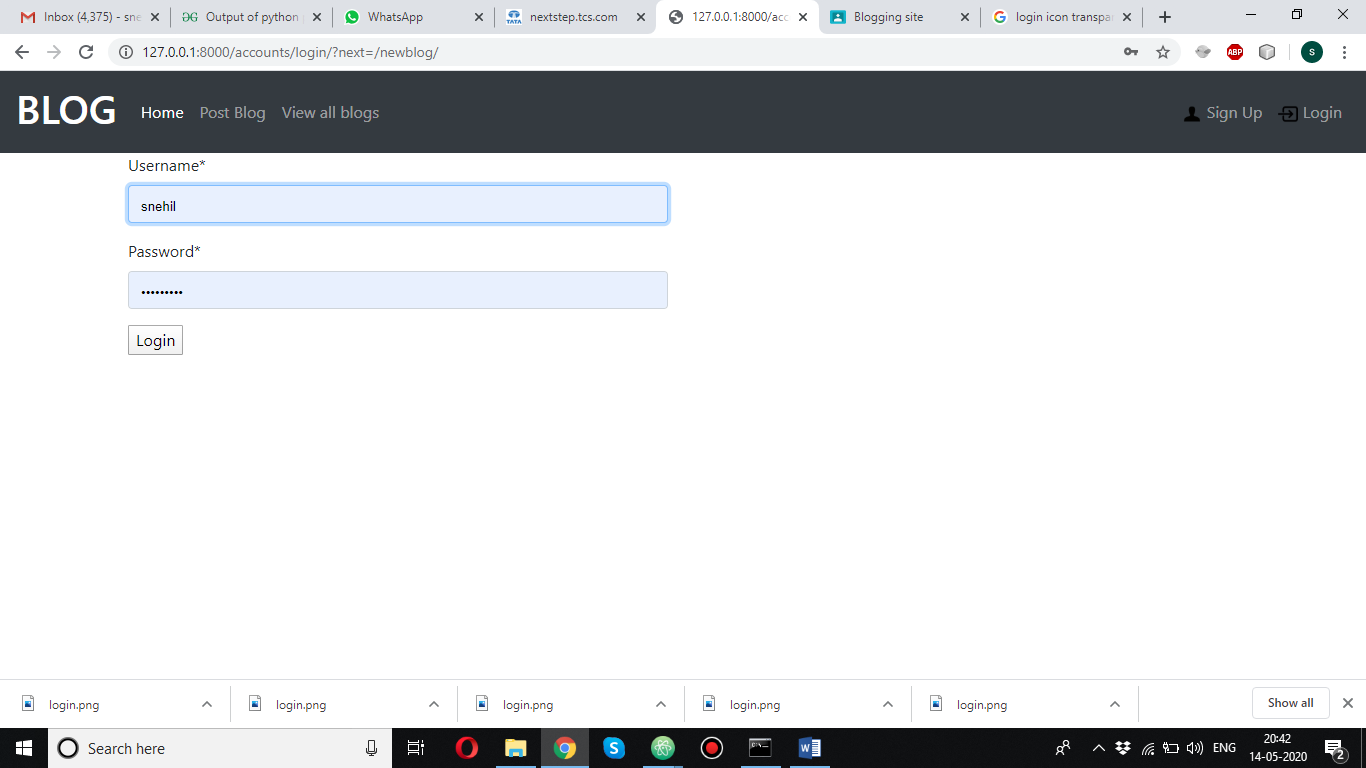 Inbox (4,375) - sne
Output of python
WhatsApp
nextstep.tcs.com
127.0.0.1:8000/acc
Blogging site
login icon transpa
127.0.0.1:8000/accounts/login/?next=/newblog/
ABP
S
BLOG Home Post Blog View all blogs Sign Up Login
Username*
snehil
Password*
•••••••••
Login
login.png
login.png
login.png
login.png
login.png
Show all
Search here
ENG
20:42
14-05-2020
2